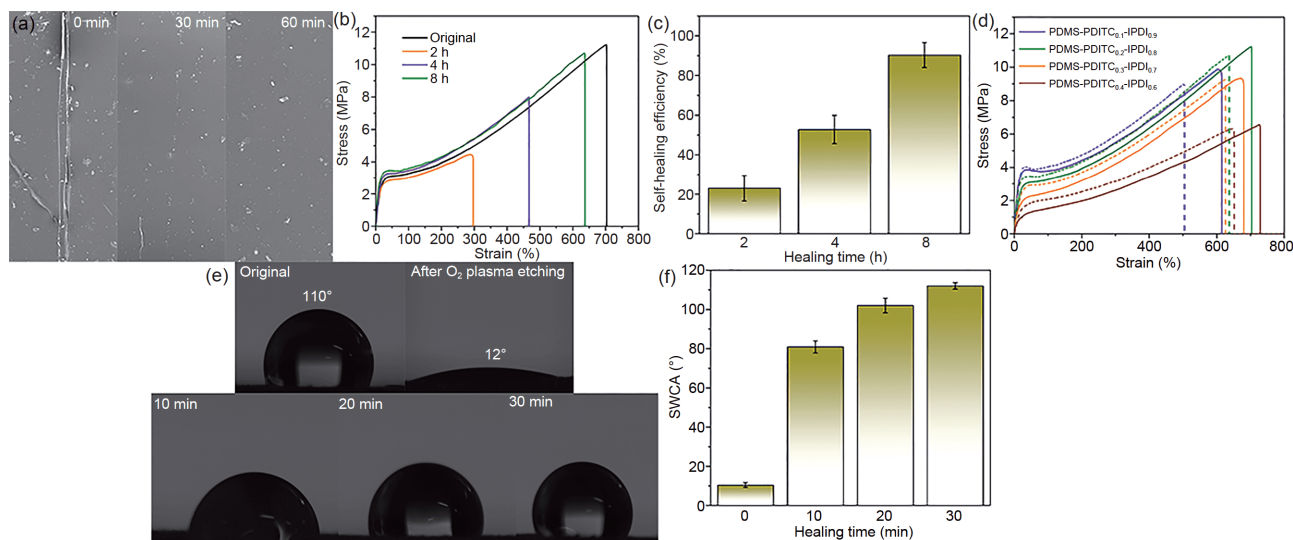 (a)
0 min
30 min
60 min
(b)
Original
2 h
4 h
8 h
Stress (MPa)
12
10
8
6
4
2
0
0 100 200 300 400 500 600 700 800
Strain (%)
(c)
Self-healing efficiency (%)
100
80
60
40
20
0
2 4 8
Healing time (h)
(d)
PDMS-PDITC0.1-IPDI0.9
PDMS-PDITC0.2-IPDI0.8
PDMS-PDITC0.3-IPDI0.7
PDMS-PDITC0.4-IPDI0.6
Stress (MPa)
12
10
8
6
4
2
0
0 200 400 600 800
Strain (%)
(e)
Original
110°
After O2 plasma etching
12°
10 min
20 min
30 min
(f)
SWCA (°)
120
100
80
60
40
20
0
0 10 20 30
Healing time (min)